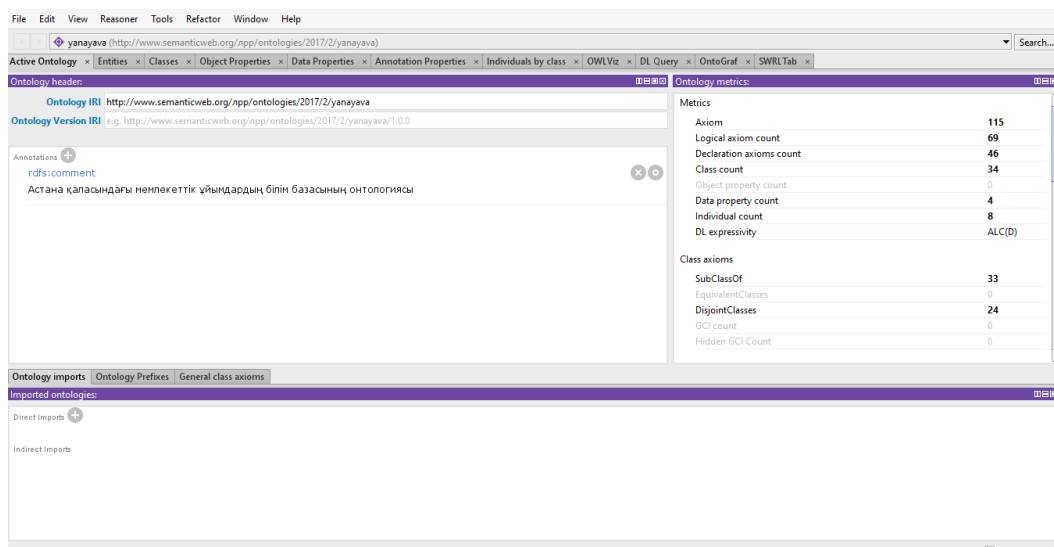 File Edit View Reasoner Tools Refactor Window Help
yanayava (http://www.semanticweb.org/лрр/ontologies/2017/2/yanayava)
Search...
Active Ontology × Entities × Classes × Object Properties × Data Properties × Annotation Properties × Individuals by class × OWLViz × DL Query × OntoGraf × SWRLTab ×
Ontology header:
Ontology IRI http://www.semanticweb.org/лрр/ontologies/2017/2/yanayava
Ontology Version IRI e.g. http://www.semanticweb.org/лрр/ontologies/2017/2/yanayava/1.0.0
Annotations
rdfs:comment
Астана қаласындағы мемлекеттік ұйымдардың білім базасының онтологиясы
Ontology metrics:
Metrics
Axiom 115
Logical axiom count 69
Declaration axioms count 46
Class count 34
Object property count 0
Data property count 4
Individual count 8
DL expressivity ALC(D)
Class axioms
SubClassOf 33
EquivalentClasses 0
DisjointClasses 24
GCI count 0
Hidden GCI Count 0
Ontology imports Ontology Prefixes General class axioms
Imported ontologies:
Direct Imports
Indirect Imports